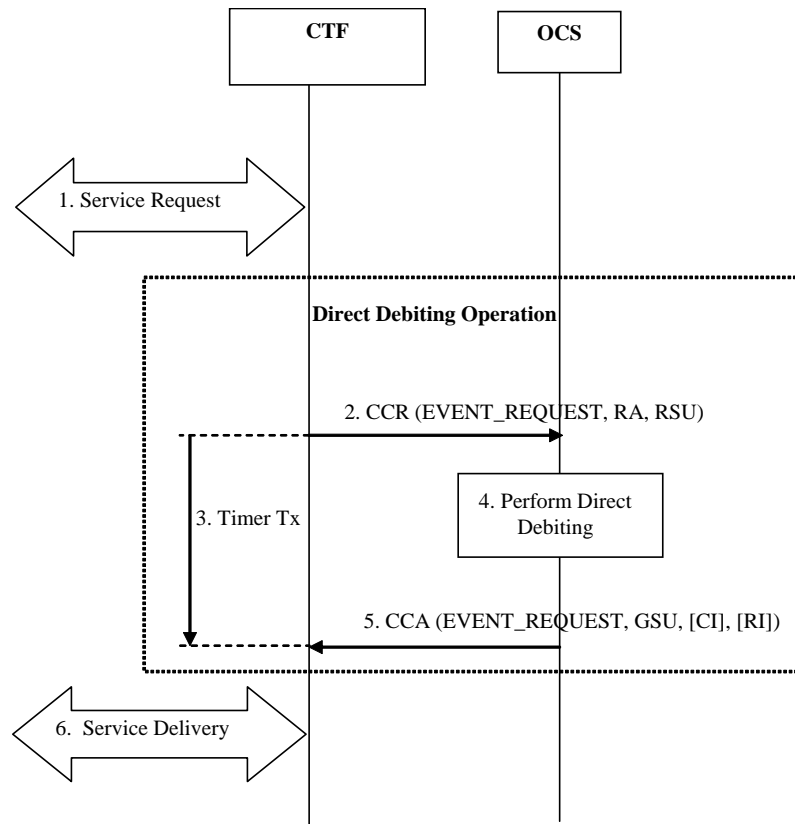 CTF
OCS
1. Service Request
Direct Debiting Operation
2. CCR (EVENT_REQUEST, RA, RSU)
3. Timer Tx
4. Perform Direct
Debiting
5. CCA (EVENT_REQUEST, GSU, [CI], [RI])
6. Service Delivery